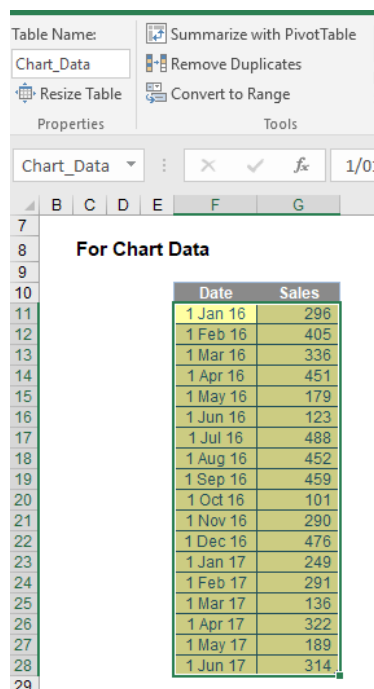 Table Name: Summarize with PivotTable
Chart_Data Remove Duplicates
Resize Table Convert to Range
Properties Tools
Chart_Data fx
B C D E F G
7
8 For Chart Data
9
10 Date Sales
11 1 Jan 16 296
12 1 Feb 16 405
13 1 Mar 16 336
14 1 Apr 16 451
15 1 May 16 179
16 1 Jun 16 123
17 1 Jul 16 488
18 1 Aug 16 452
19 1 Sep 16 459
20 1 Oct 16 101
21 1 Nov 16 290
22 1 Dec 16 476
23 1 Jan 17 249
24 1 Feb 17 291
25 1 Mar 17 136
26 1 Apr 17 322
27 1 May 17 189
28 1 Jun 17 314
29